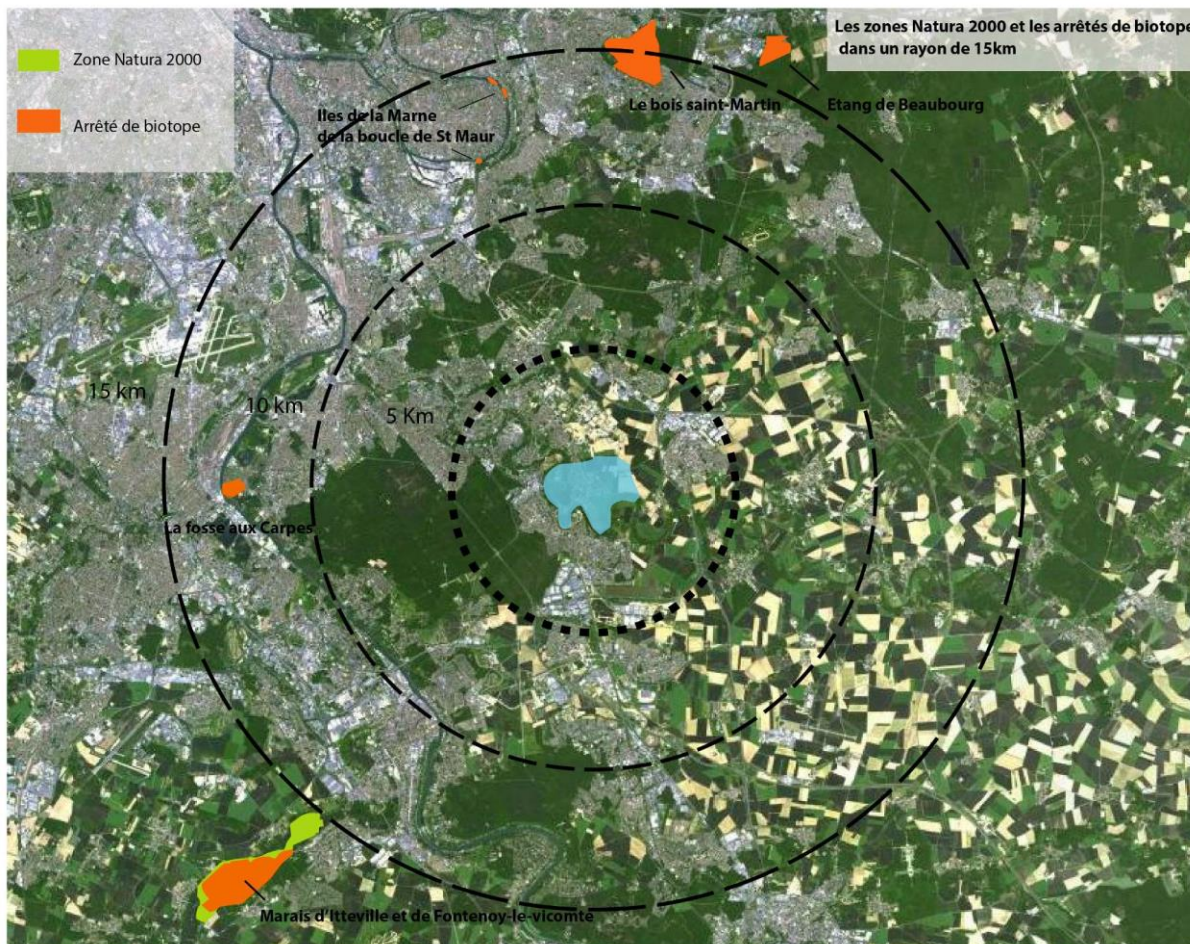 Zone Natura 2000
Arrêté de biotope
Les zones Natura 2000 et les arrêtés de biotope
dans un rayon de 15km
Iles de la Marne
de la boucle de St Maur
Le bois saint-Martin
Etang de Beaubourg
15 km
10 km
5 Km
La fosse aux Carpes
Marais d'Itteville et de Fontenoy-le-vicomte